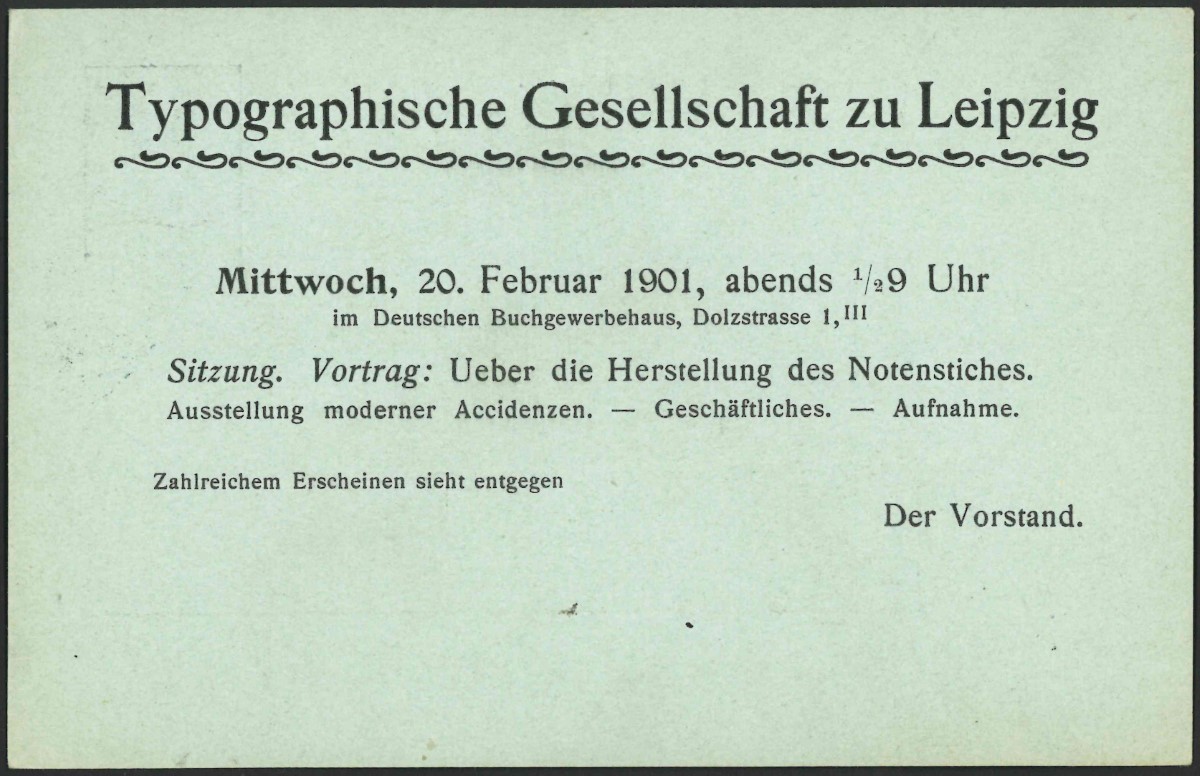 Typographische Gesellschaft zu Leipzig
Mittwoch, 20. Februar 1901, abends 1/29 Uhr
im Deutschen Buchgewerbehaus, Dolzstrasse 1, III
Sitzung. Vortrag: Ueber die Herstellung des Notenstiches.
Ausstellung moderner Accidenzen. — Geschäftliches. — Aufnahme.
Zahlreichem Erscheinen sieht entgegen
Der Vorstand.